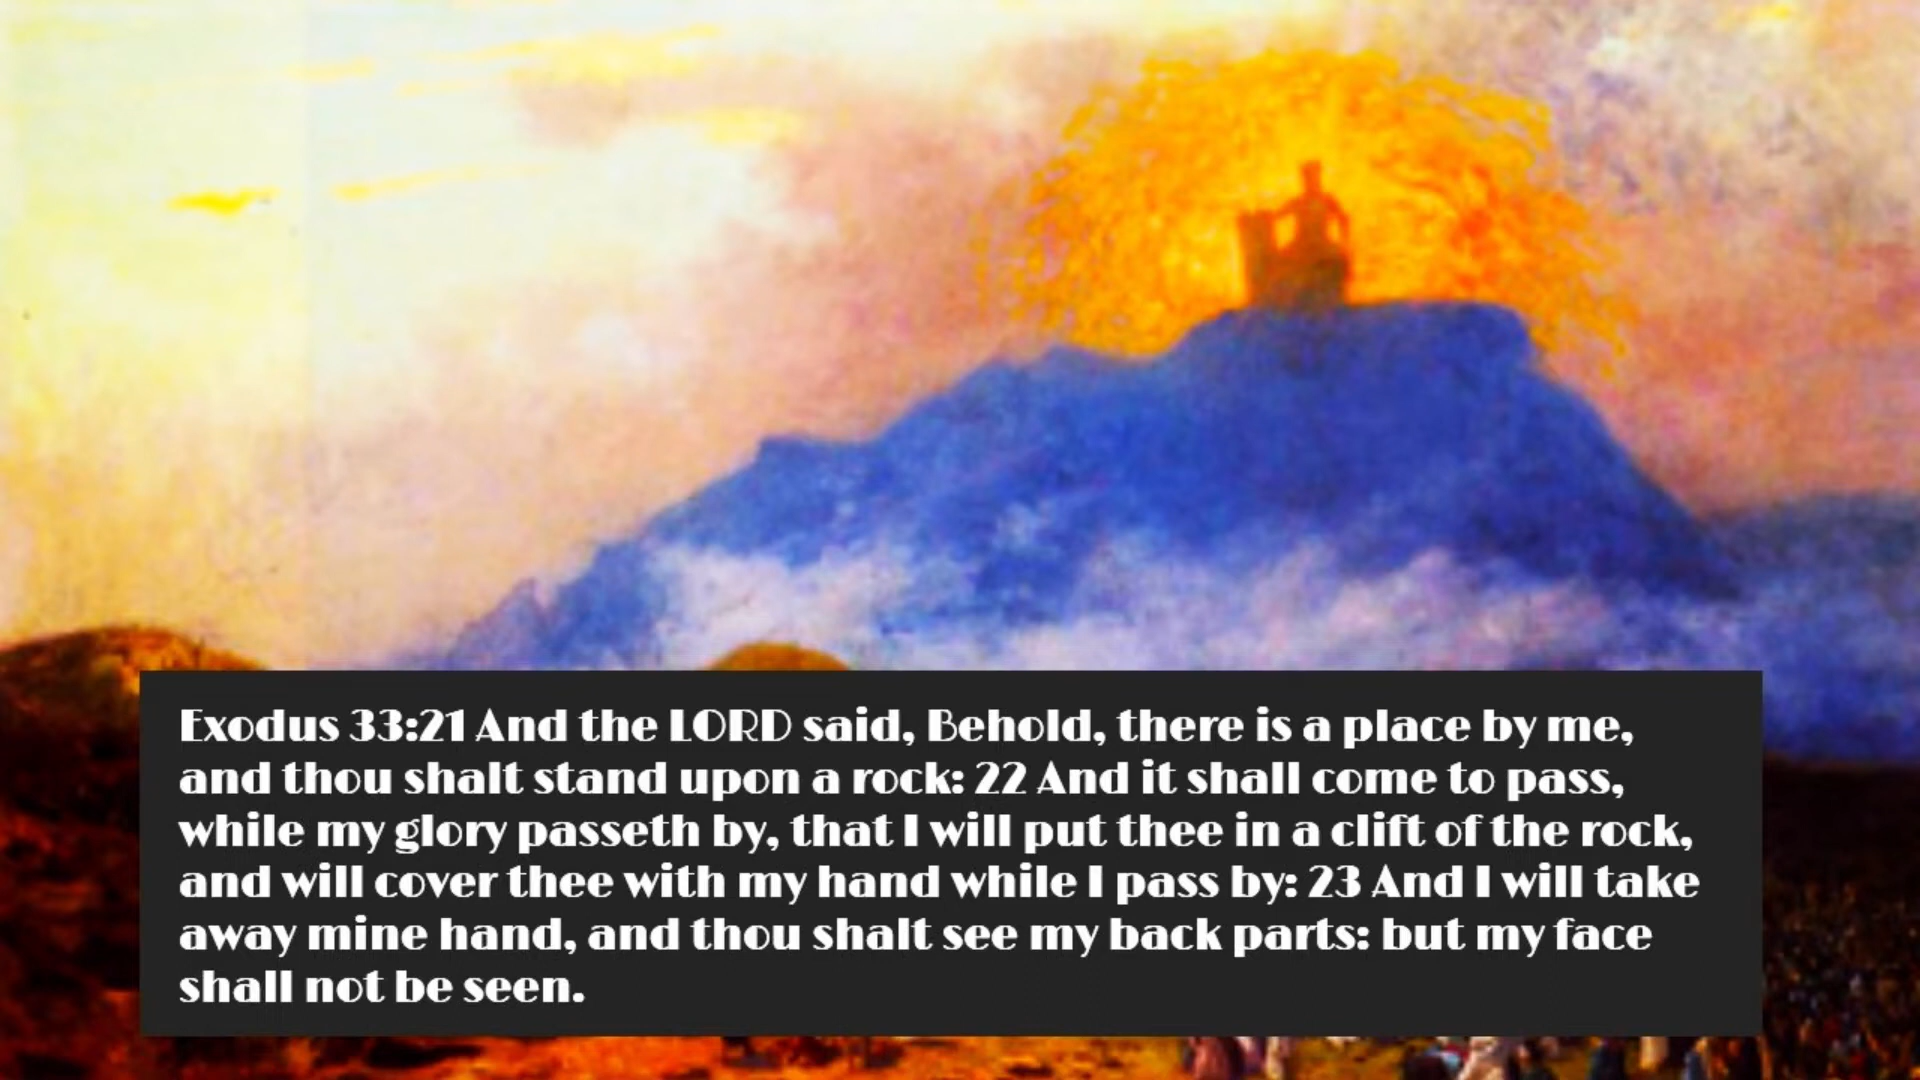 Exodus 33:21 And the LORD said, Behold, there is a place by me,
and thou shalt stand upon a rock: 22 And it shall come to pass,
while my glory passeth by, that I will put thee in a clift of the rock,
and will cover thee with my hand while I pass by: 23 And I will take
away mine hand, and thou shalt see my back parts: but my face
shall not be seen.